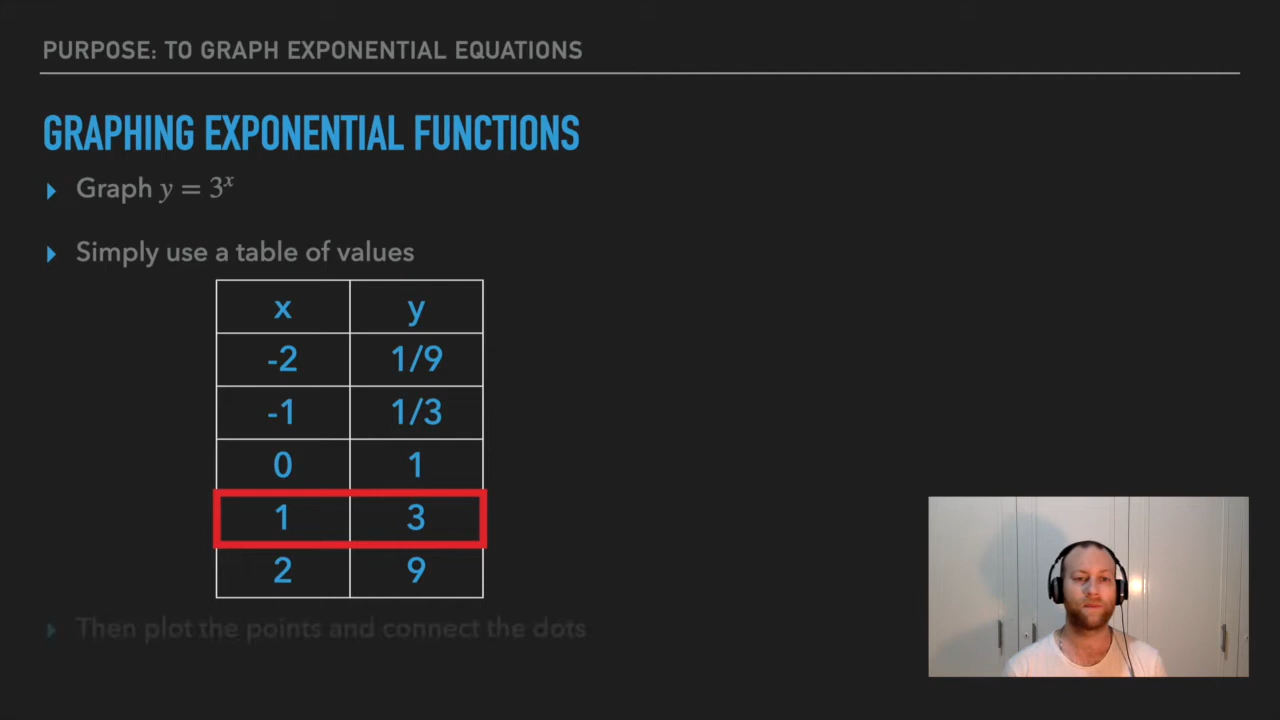 PURPOSE: TO GRAPH EXPONENTIAL EQUATIONS
GRAPHING EXPONENTIAL FUNCTIONS
Graph y = 3ˣ
Simply use a table of values
x y
-2 1/9
-1 1/3
0 1
1 3
2 9
Then plot the points and connect the dots